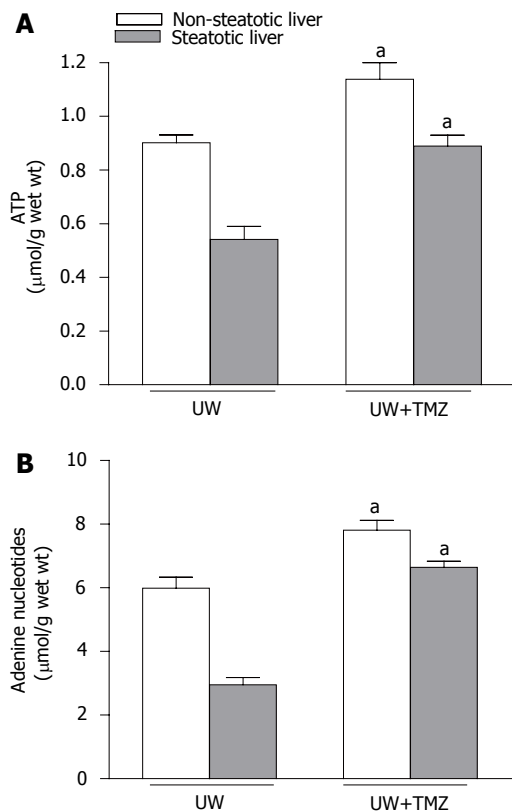 A
Non-steatotic liver
Steatotic liver
1.2
1.0
0.8
0.6
0.4
0.2
0.0
ATP
(μmol/g wet wt)
a
a
UW
UW+TMZ
B
10
8
6
4
2
0
Adenine nucleotides
(μmol/g wet wt)
a
a
UW
UW+TMZ